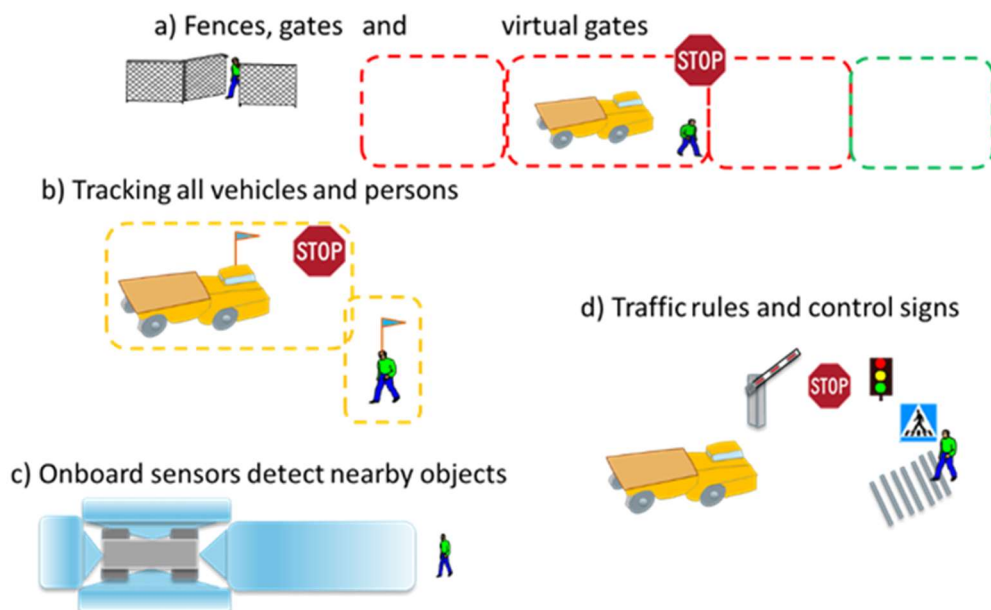 a) Fences, gates and virtual gates
STOP
b) Tracking all vehicles and persons
STOP
d) Traffic rules and control signs
STOP
c) Onboard sensors detect nearby objects